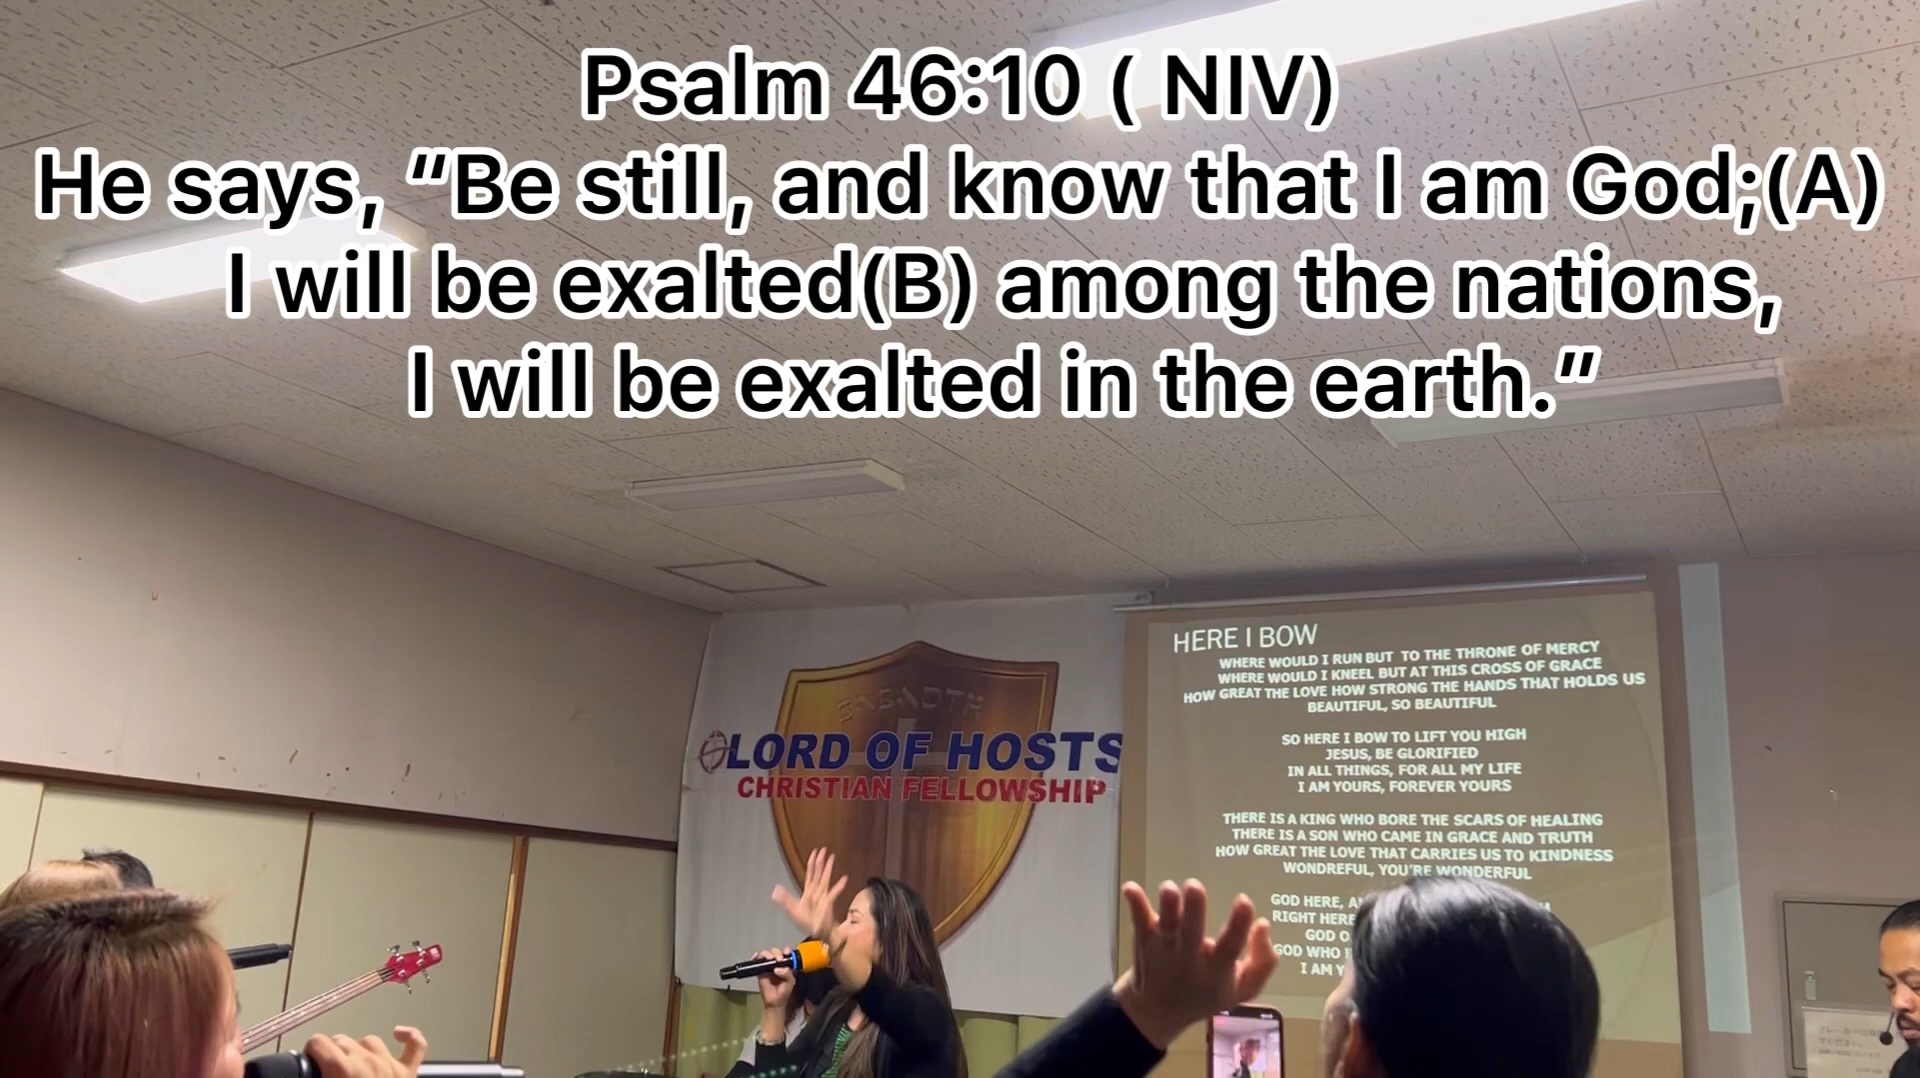 Psalm 46:10 ( NIV)
He says, “Be still, and know that I am God;(A)
I will be exalted(B) among the nations,
I will be exalted in the earth.”
SABAOTH
LORD OF HOSTS
CHRISTIAN FELLOWSHIP
HERE I BOW
WHERE WOULD I RUN BUT TO THE THRONE OF MERCY
WHERE WOULD I KNEEL BUT AT THIS CROSS OF GRACE
HOW GREAT THE LOVE HOW STRONG THE HANDS THAT HOLDS US
BEAUTIFUL, SO BEAUTIFUL
SO HERE I BOW TO LIFT YOU HIGH
JESUS, BE GLORIFIED
IN ALL THINGS, FOR ALL MY LIFE
I AM YOURS, FOREVER YOURS
THERE IS A KING WHO BORE THE SCARS OF HEALING
THERE IS A SON WHO CAME IN GRACE AND TRUTH
HOW GREAT THE LOVE THAT CARRIES US TO KINDNESS
WONDREFUL, YOU'RE WONDERFUL
GOD HERE,
RIGHT HERE
GOD
GOD WHO
I AM